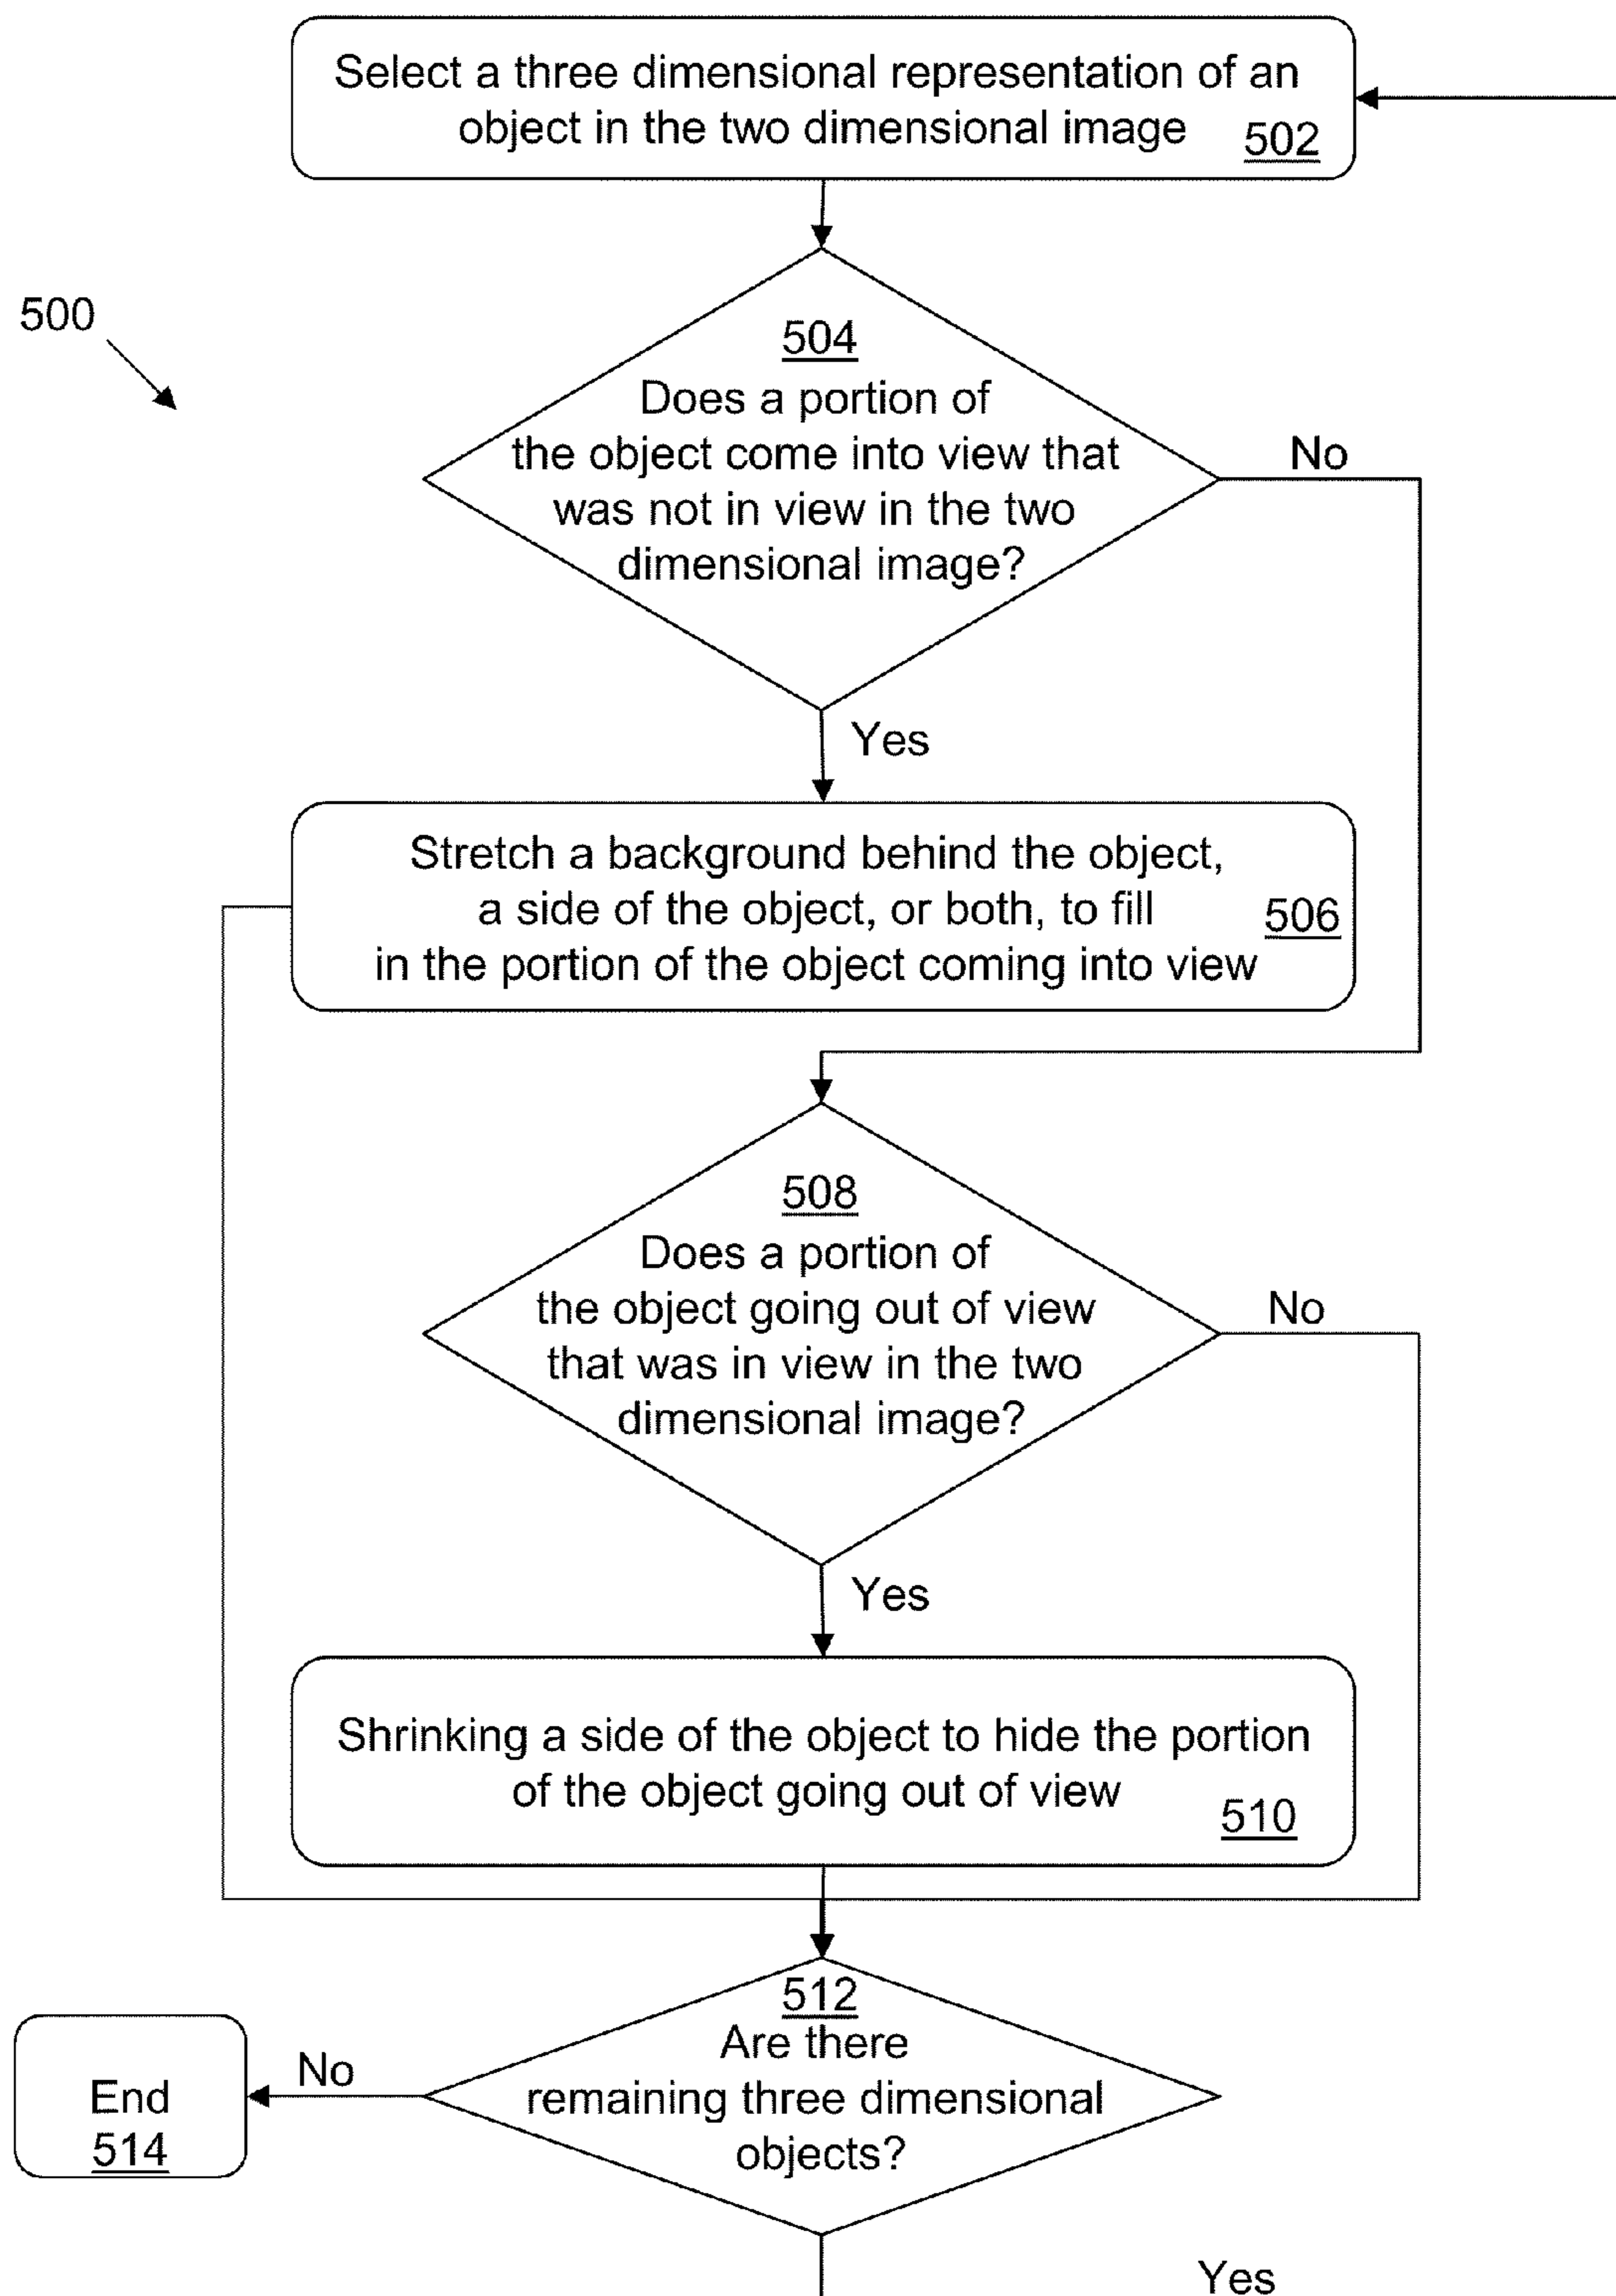 Select a three dimensional representation of an
object in the two dimensional image 502
500
504
Does a portion of
the object come into view that
was not in view in the two
dimensional image?
No
Yes
Stretch a background behind the object,
a side of the object, or both, to fill
506
in the portion of the object coming into view
508
Does a portion of
the object going out of view
that was in view in the two
dimensional image?
No
Yes
Shrinking a side of the object to hide the portion
of the object going out of view
510
512
Are there
remaining three dimensional
objects?
No
End
514
Yes